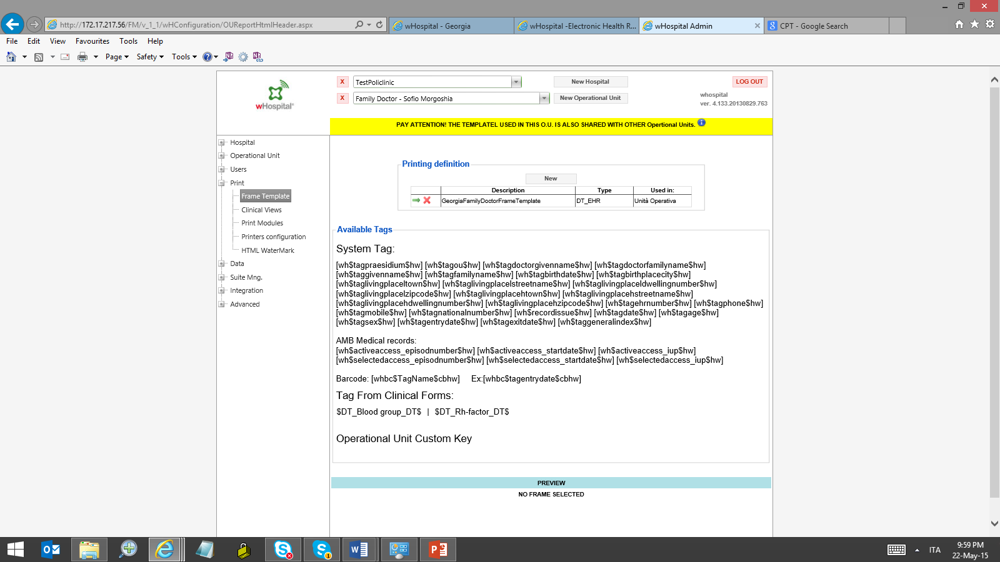 http://172.17.217.56/FM/v_1_1/wHConfiguration/OUReportHtmlHeader.aspx
wHospital - Georgia
wHospital -Electronic Health R...
wHospital Admin
CPT - Google Search
File Edit View Favourites Tools Help
Page Safety Tools
wHospital
X TestPoliclinic New Hospital LOG OUT
X Family Doctor - Sofio Morgoshia New Operational Unit
whospital
ver. 4.133.20130829.763
PAY ATTENTION! THE TEMPLATEL USED IN THIS O.U. IS ALSO SHARED WITH OTHER Opertional Units.
Hospital
Operational Unit
Users
Print
Frame Template
Clinical Views
Print Modules
Printers configuration
HTML WaterMark
Data
Suite Mng.
Integration
Advanced
Printing definition
New
Description Type Used in:
GeorgiaFamilyDoctorFrameTemplate DT_EHR Unità Operativa
Available Tags
System Tag:
[wh$tagpraesidium$hw] [wh$tagou$hw] [wh$tagdoctorgivenname$hw] [wh$tagdoctorfamilyname$hw]
[wh$taggivenname$hw] [wh$tagfamilyname$hw] [wh$tagbirthdate$hw] [wh$tagbirthplacecity$hw]
[wh$taglivingplaceltown$hw] [wh$taglivingplacelstreetname$hw] [wh$taglivingplaceldwellingnumber$hw]
[wh$taglivingplacelzipcode$hw] [wh$taglivingplacehtown$hw] [wh$taglivingplacehstreetname$hw]
[wh$taglivingplacehdwellingnumber$hw] [wh$taglivingplacehzipcode$hw] [wh$tagehrnumber$hw] [wh$tagphone$hw]
[wh$tagmobile$hw] [wh$tagnationalnumber$hw] [wh$recordissue$hw] [wh$tagdate$hw] [wh$tagage$hw]
[wh$tagsex$hw] [wh$tagentrydate$hw] [wh$tagexitdate$hw] [wh$taggeneralindex$hw]
AMB Medical records:
[wh$activeaccess_episodnumber$hw] [wh$activeaccess_startdate$hw] [wh$activeaccess_iup$hw]
[wh$selectedaccess_episodnumber$hw] [wh$selectedaccess_startdate$hw] [wh$selectedaccess_iup$hw]
Barcode: [whbc$TagName$cbhw] Ex:[whbc$tagentrydate$cbhw]
Tag From Clinical Forms:
$DT_Blood group_DT$ | $DT_Rh-factor_DT$
Operational Unit Custom Key
PREVIEW
NO FRAME SELECTED
ITA
9:59 PM
22-May-15